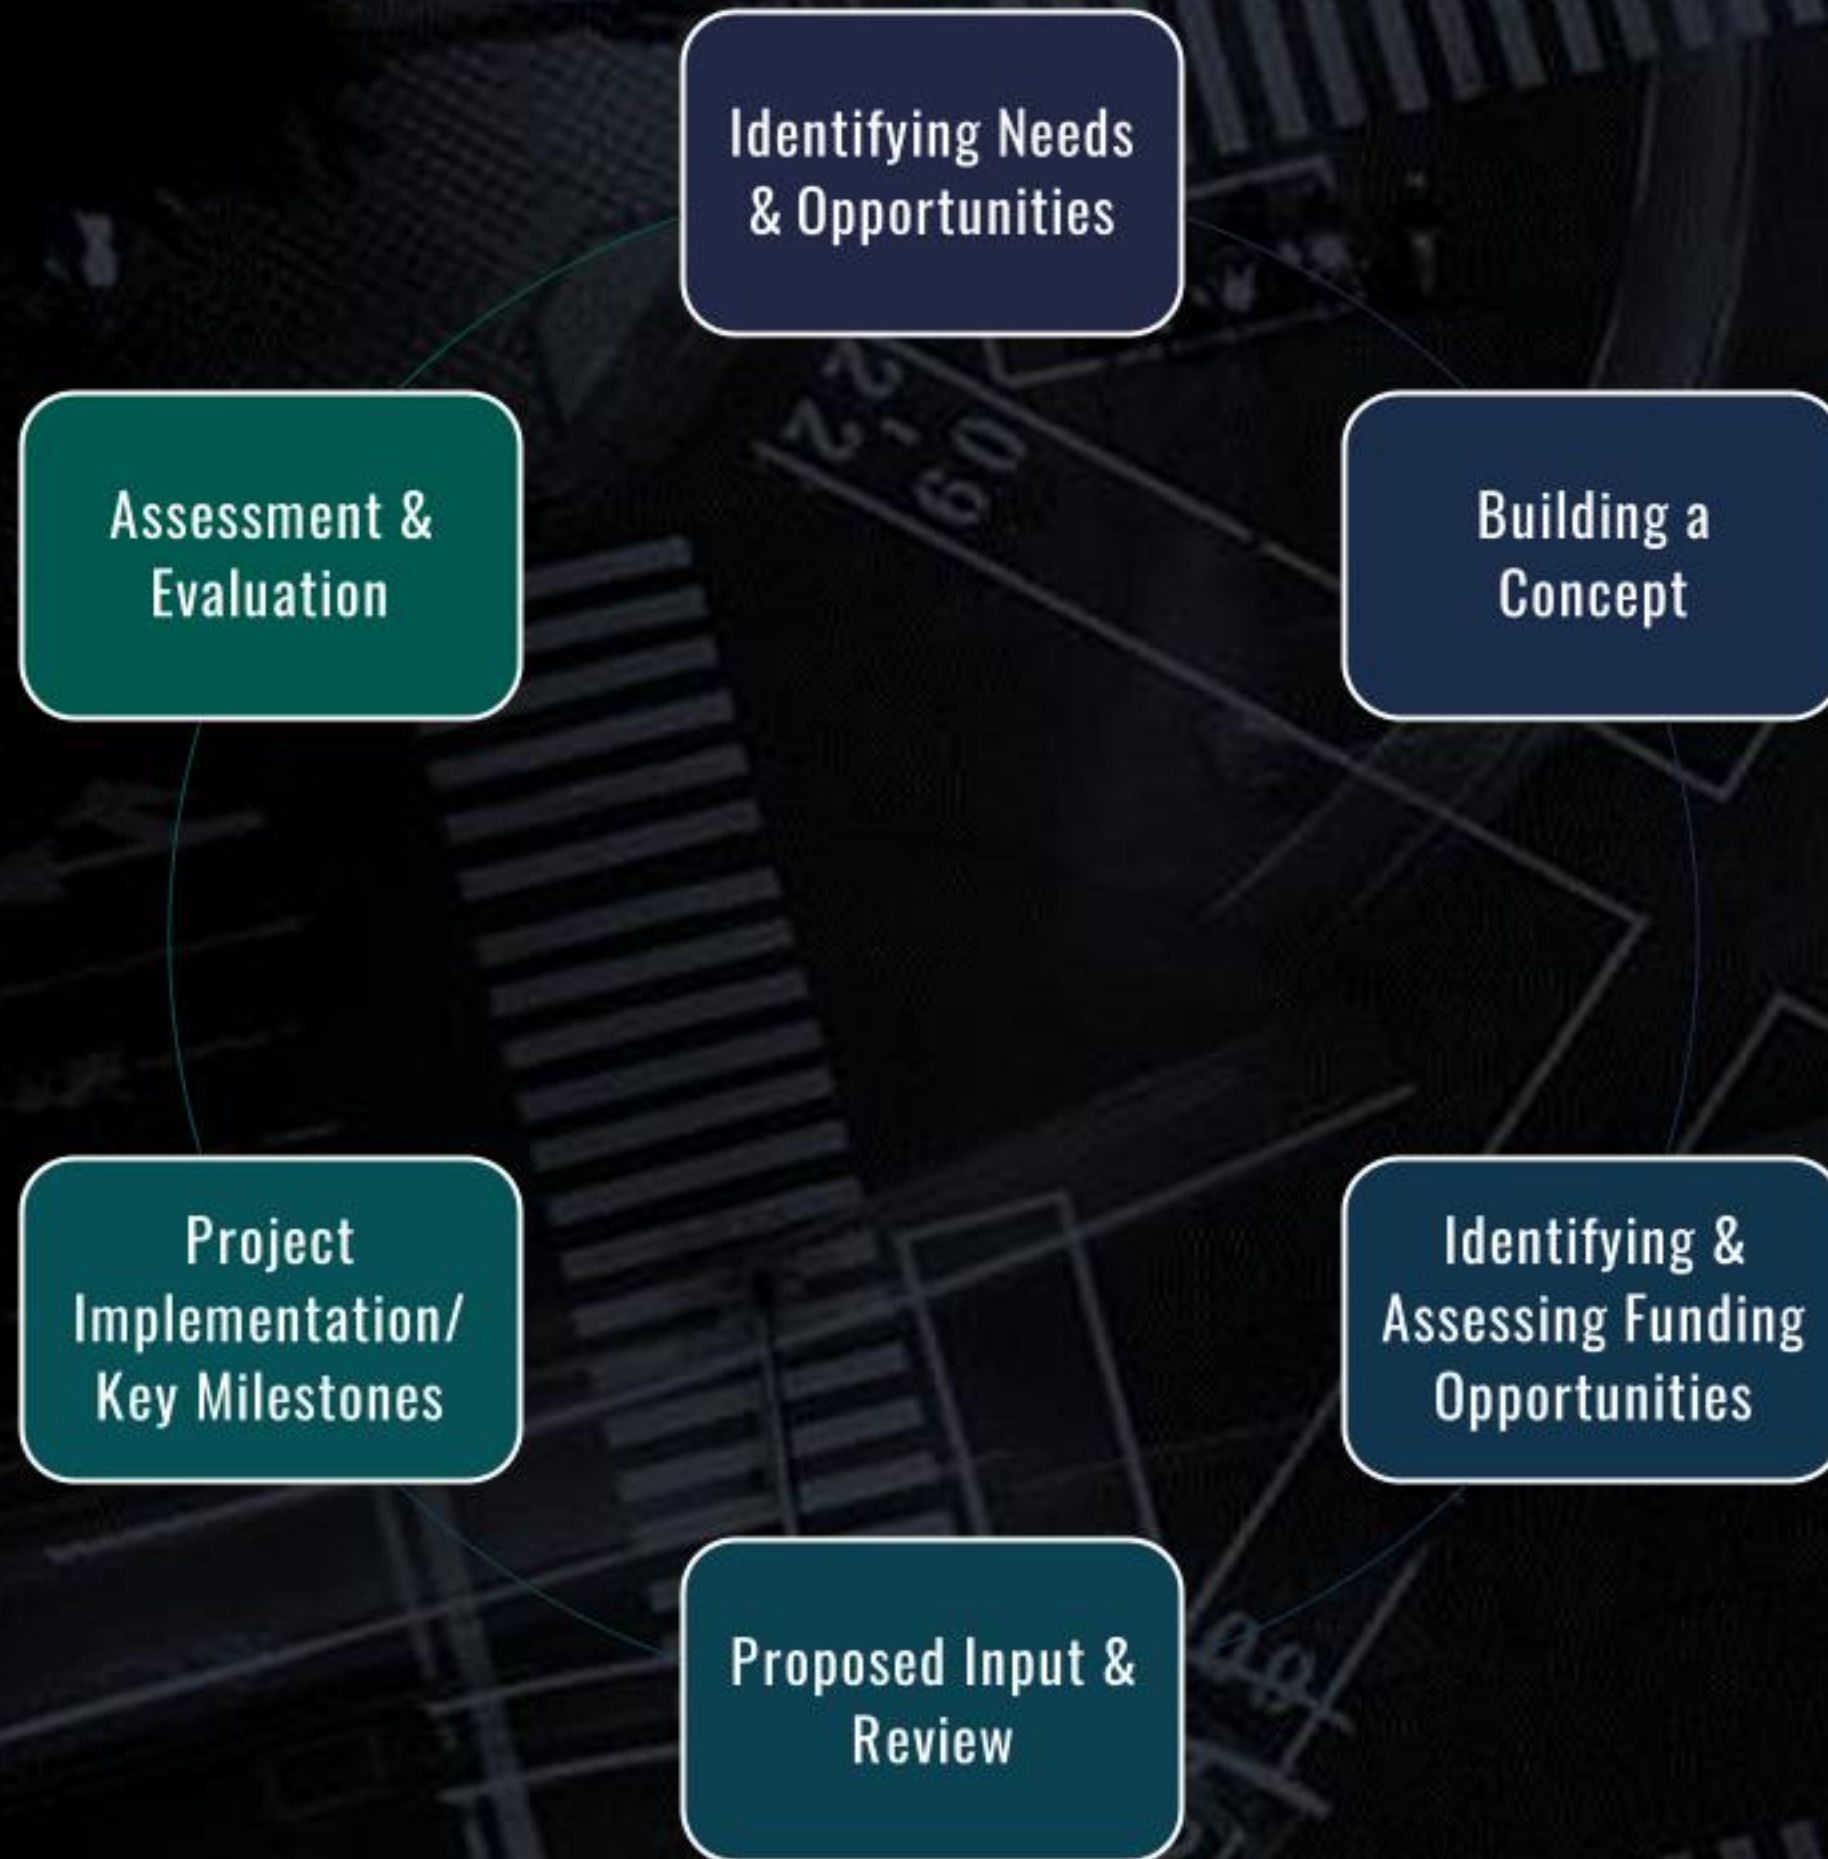 Identifying Needs
& Opportunities
Building a
Concept
Identifying &
Assessing Funding
Opportunities
Proposed Input &
Review
Project
Implementation/
Key Milestones
Assessment &
Evaluation